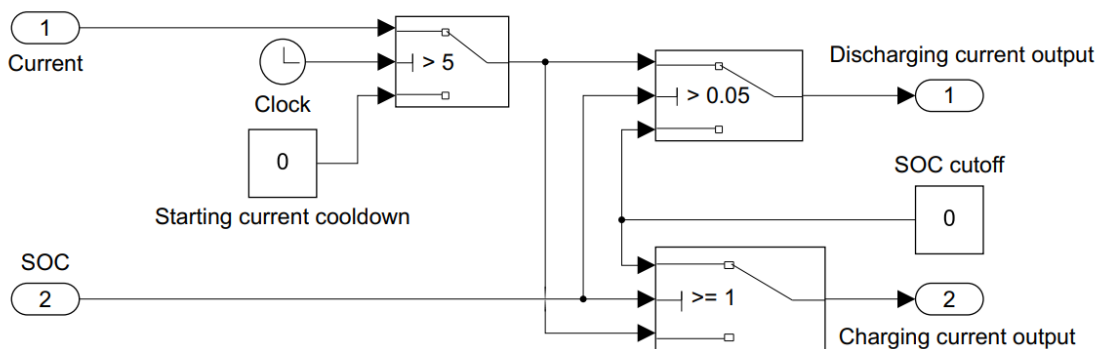 1
Current
> 5
Clock
0
Starting current cooldown
Discharging current output
> 0.05
1
SOC cutoff
0
SOC
2
>= 1
2
Charging current output